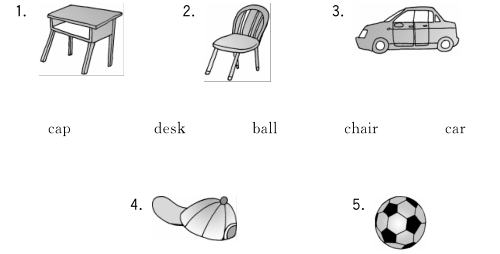 1. 2. 3.
cap desk ball chair car
4. 5.